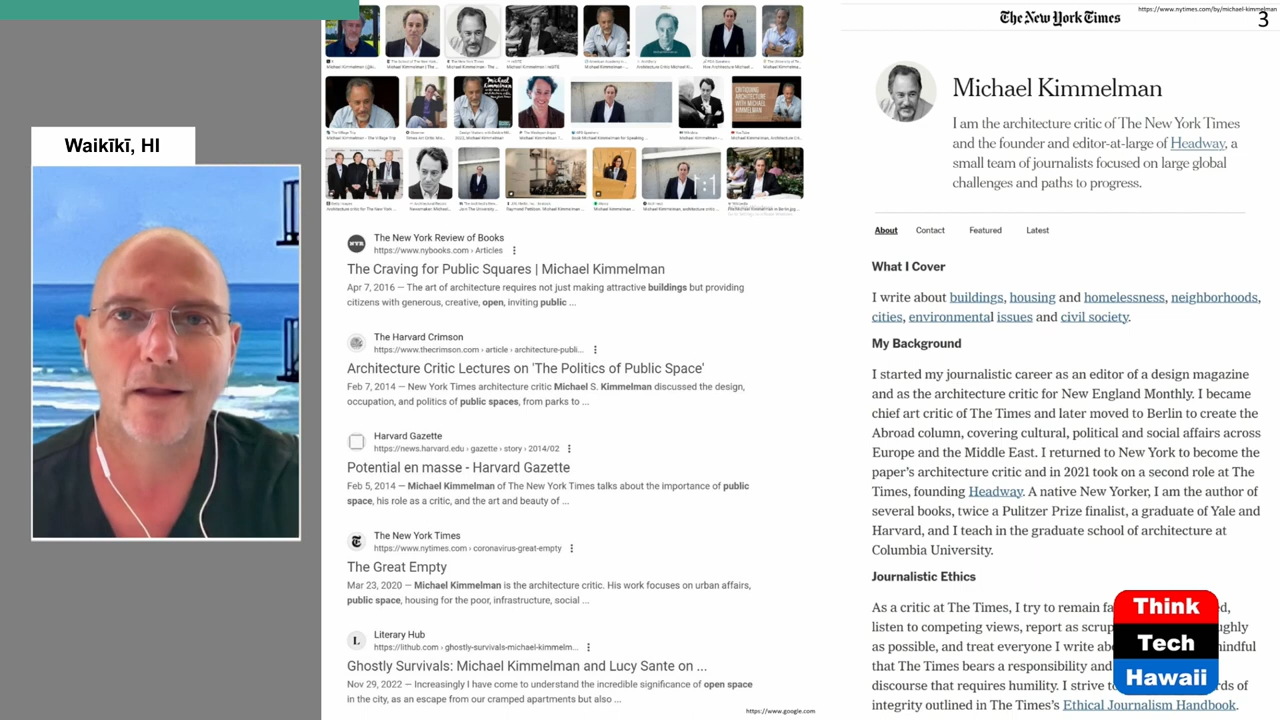 Waikīkī, HI
The New York Review of Books
https://www.nybooks.com › Articles
The Craving for Public Squares | Michael Kimmelman
Apr 7, 2016 — The art of architecture requires not just making attractive buildings but providing
citizens with generous, creative, open, inviting public ...
The Harvard Crimson
https://www.thecrimson.com › article › architecture-publi...
Architecture Critic Lectures on 'The Politics of Public Space'
Feb 7, 2014 — New York Times architecture critic Michael S. Kimmelman discussed the design,
occupation, and politics of public spaces, from parks to ...
Harvard Gazette
https://news.harvard.edu › gazette › story › 2014/02
Potential en masse - Harvard Gazette
Feb 5, 2014 — Michael Kimmelman of The New York Times talks about the importance of public
space, his role as a critic, and the art and beauty of ...
The New York Times
https://www.nytimes.com › coronavirus-great-empty
The Great Empty
Mar 23, 2020 — Michael Kimmelman is the architecture critic. His work focuses on urban affairs,
public space, housing for the poor, infrastructure, social ...
L
Literary Hub
https://lithub.com › ghostly-survivals-michael-kimmelm...
Ghostly Survivals: Michael Kimmelman and Lucy Sante on ...
Nov 29, 2022 — Increasingly I have come to understand the incredible significance of open space
in the city, as an escape from our cramped apartments but also ...
https://www.google.com
https://www.nytimes.com/by/michael-kimmelman
3
The New York Times
Michael Kimmelman
I am the architecture critic of The New York Times
and the founder and editor-at-large of Headway, a
small team of journalists focused on large global
challenges and paths to progress.
About Contact Featured Latest
What I Cover
I write about buildings, housing and homelessness, neighborhoods,
cities, environmental issues and civil society.
My Background
I started my journalistic career as an editor of a design magazine
and as the architecture critic for New England Monthly. I became
chief art critic of The Times and later moved to Berlin to create the
Abroad column, covering cultural, political and social affairs across
Europe and the Middle East. I returned to New York to become the
paper's architecture critic and in 2021 took on a second role at The
Times, founding Headway. A native New Yorker, I am the author of
several books, twice a Pulitzer Prize finalist, a graduate of Yale and
Harvard, and I teach in the graduate school of architecture at
Columbia University.
Journalistic Ethics
As a critic at The Times, I try to remain
listen to competing views, report as
as possible, and treat everyone I write
that The Times bears a responsibility and
discourse that requires humility. I strive
integrity outlined in The Times's Ethical Journalism Handbook.
Think
Tech
Hawaii